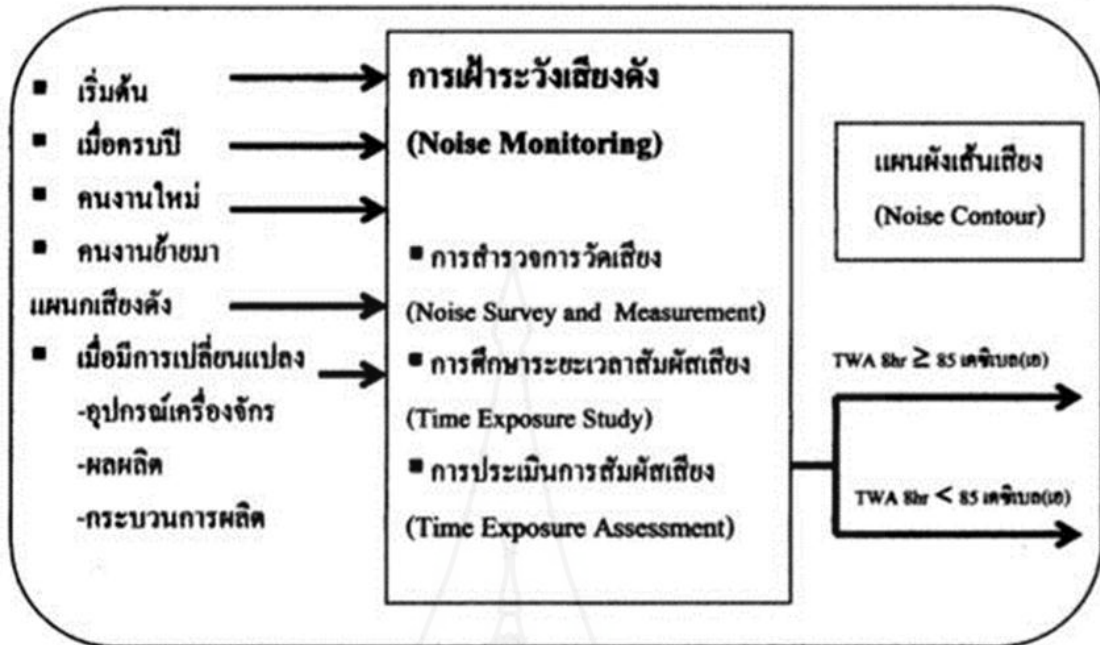 ▪ เริ่มต้น
▪ เมื่อครบปี
▪ คนงานใหม่
▪ คนงานย้ายมา
แผนกเสียงดัง
▪ เมื่อมีการเปลี่ยนแปลง
-อุปกรณ์เครื่องจักร
-ผลผลิต
-กระบวนการผลิต
การเฝ้าระวังเสียงดัง
(Noise Monitoring)
▪ การสำรวจการวัดเสียง
(Noise Survey and Measurement)
▪ การศึกษาระยะเวลาสัมผัสเสียง
(Time Exposure Study)
▪ การประเมินการสัมผัสเสียง
(Time Exposure Assessment)
แผนผังเส้นเสียง
(Noise Contour)
TWA 8hr ≥ 85 เดซิเบล(เอ)
TWA 8hr < 85 เดซิเบล(เอ)